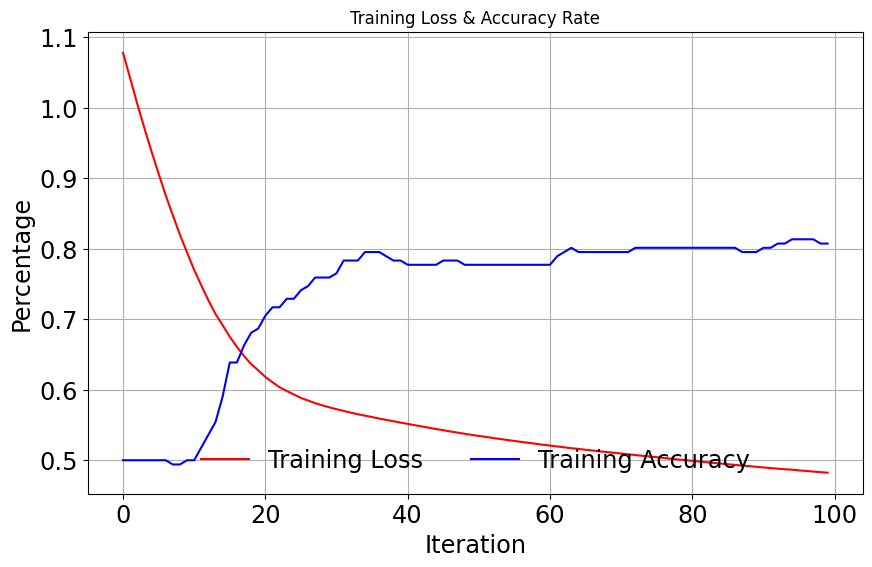 Training Loss & Accuracy Rate
Percentage
1.1
1.0
0.9
0.8
0.7
0.6
0.5
Training Loss Training Accuracy
0 20 40 60 80 100
Iteration